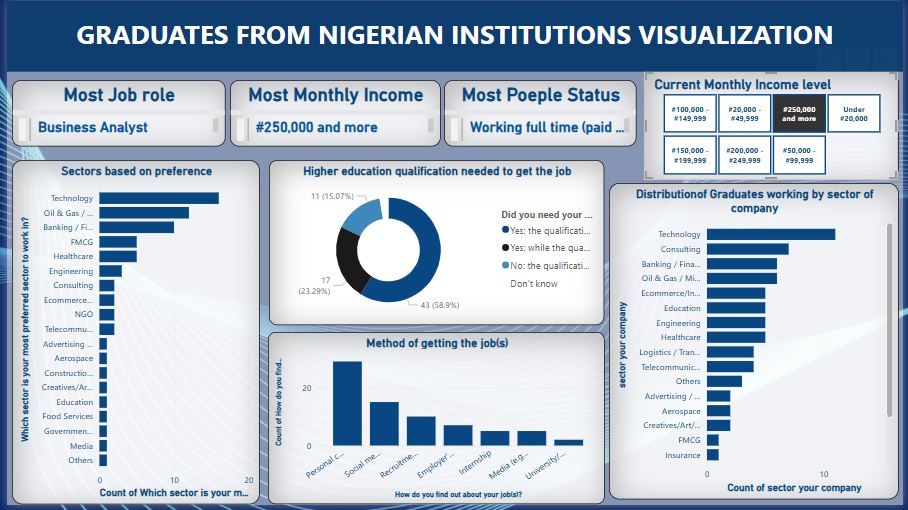 GRADUATES FROM NIGERIAN INSTITUTIONS VISUALIZATION
Most Job role
Business Analyst
Most Monthly Income
#250,000 and more
Most Poeple Status
Working full time (paid ...
Current Monthly Income level
#100,000 -
#149,999
#20,000 -
#49,999
#250,000
and more
Under
#20,000
#150,000 -
#199,999
#200,000 -
#249,999
#50,000 -
#99,999
Sectors based on preference
Which sector is your most preferred sector to work in?
Technology
Oil & Gas / ...
Banking / Fi...
FMCG
Healthcare
Engineering
Consulting
Ecommerce...
NGO
Telecommu...
Advertising ...
Aerospace
Constructio...
Creatives/Ar...
Education
Food Services
Governmen...
Media
Others
0
10
20
Count of Which sector is your m...
Higher education qualification needed to get the job
11 (15.07%)
17
(23.29%)
43 (58.9%)
Did you need your ...
Yes: the qualificati...
Yes: while the qua...
No: the qualificati...
Don't know
Method of getting the job(s)
Count of How do you find..
20
0
Personal c...
Social me...
Recruitme...
Employer'...
Internship
Media (e.g...
University/...
How do you find out about your job(s)?
Distributionof Graduates working by sector of
company
sector your company
Technology
Consulting
Banking / Fina...
Oil & Gas / Mi...
Ecommerce/In...
Education
Engineering
Healthcare
Logistics / Tran...
Telecommunic...
Others
Advertising / ...
Aerospace
Creatives/Art/...
FMCG
Insurance
0
10
Count of sector your company